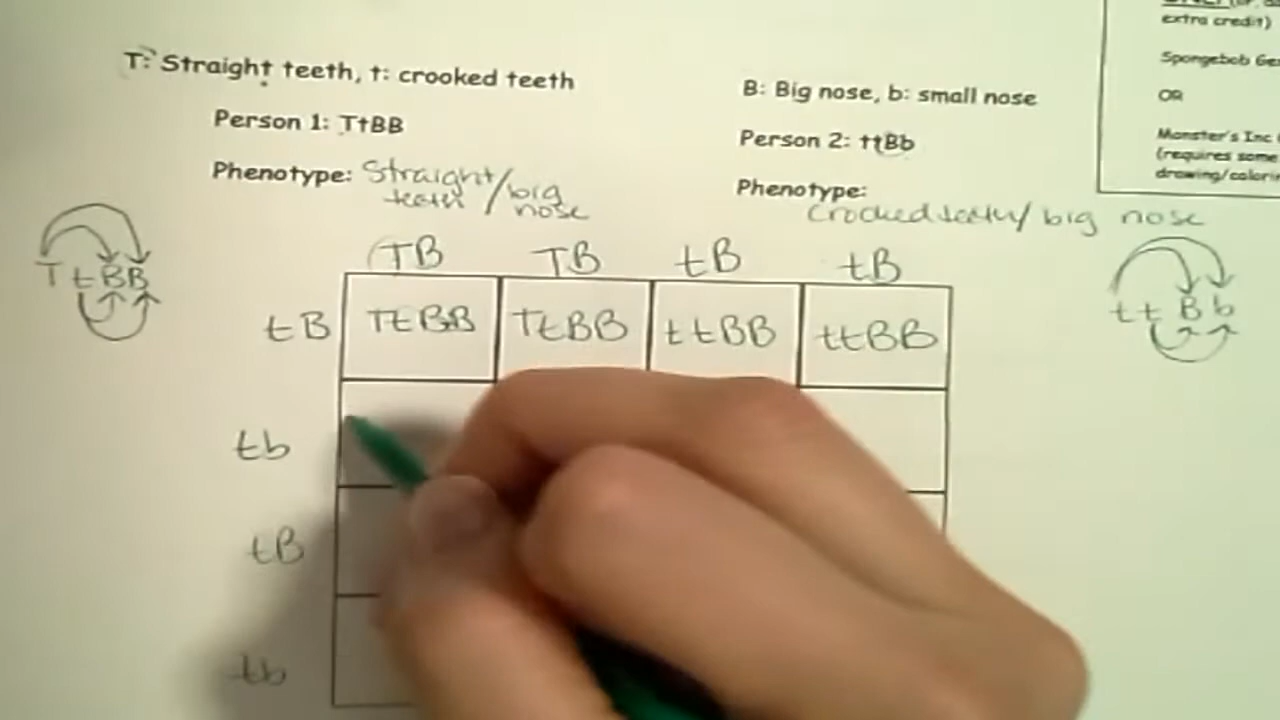 extra credit)
T: Straight teeth, t: crooked teeth
B: Big nose, b: small nose
Spongebob
OR
Person 1: TtBB
Person 2: ttBb
Monster's Inc
(requires some
Phenotype: Straight teeth / big nose
Phenotype:
Crooked teeth / big nose
TB TB tB tB
TtBB
ttBb
tB TtBB TtBB ttBB ttBB
tb
tB
tb